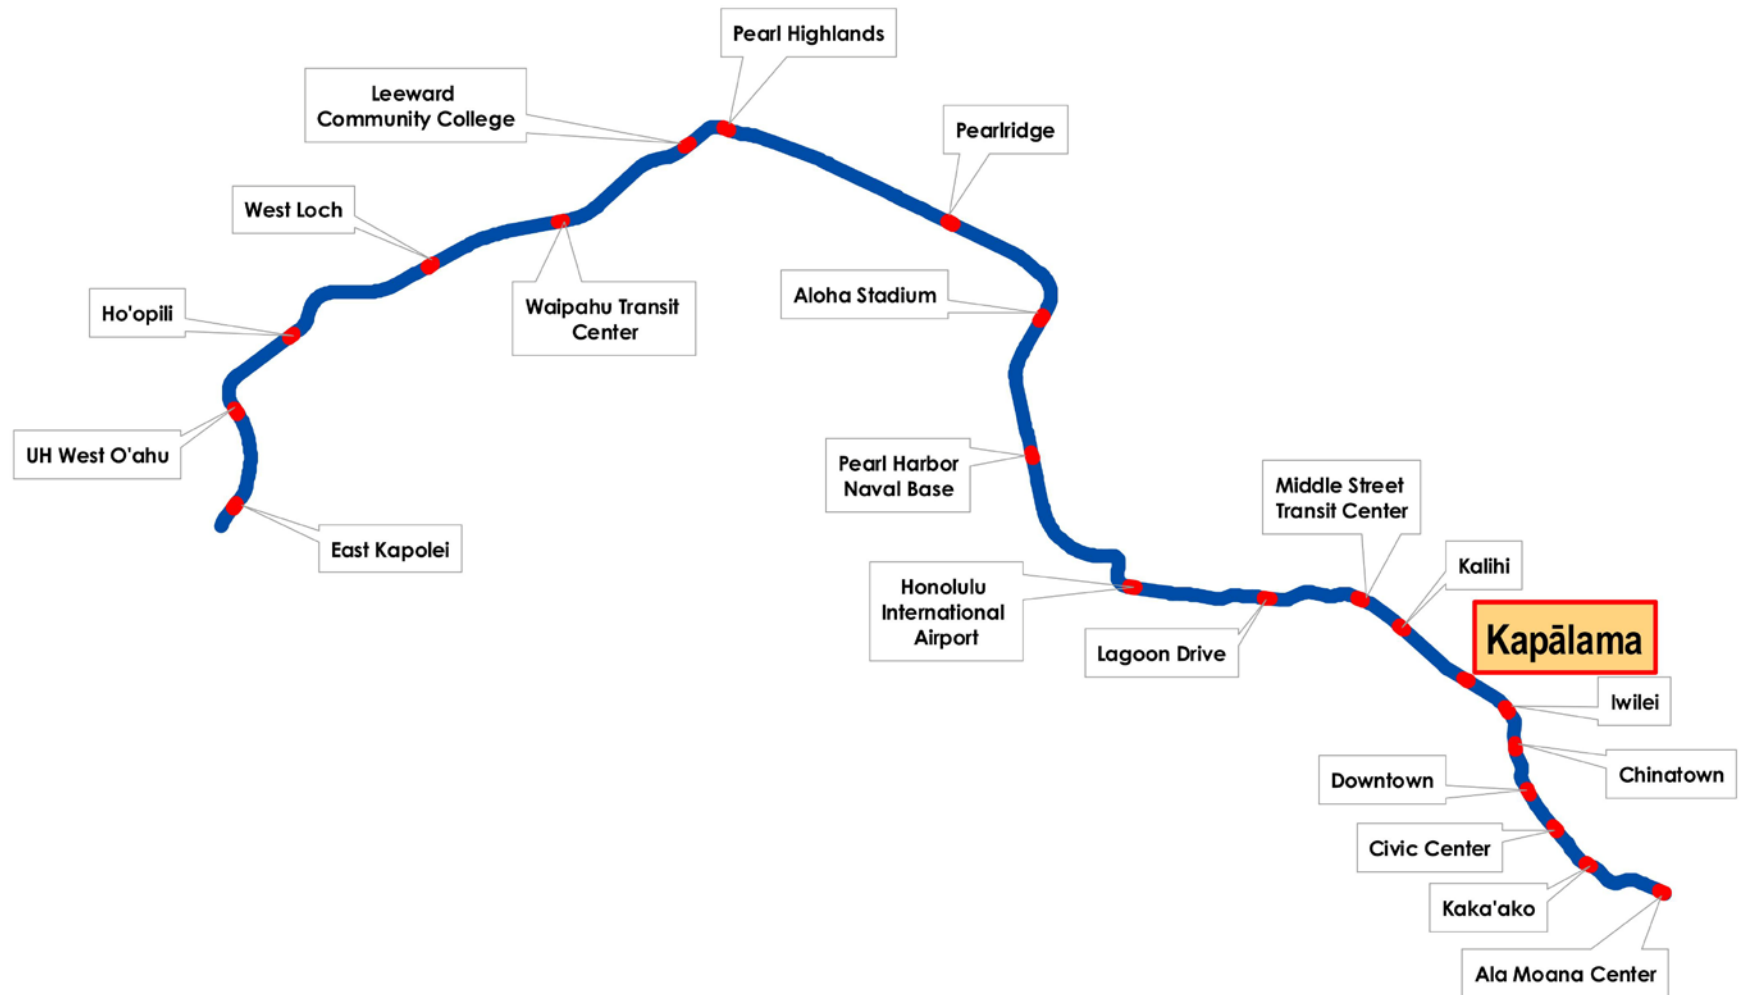 Pearl Highlands
Leeward
Community College
Pearlridge
West Loch
Aloha Stadium
Ho'opili
Waipahu Transit
Center
UH West O'ahu
Pearl Harbor
Naval Base
Middle Street
Transit Center
East Kapolei
Kalihi
Honolulu
International
Airport
Kapālama
Lagoon Drive
Iwilei
Chinatown
Downtown
Civic Center
Kaka'ako
Ala Moana Center